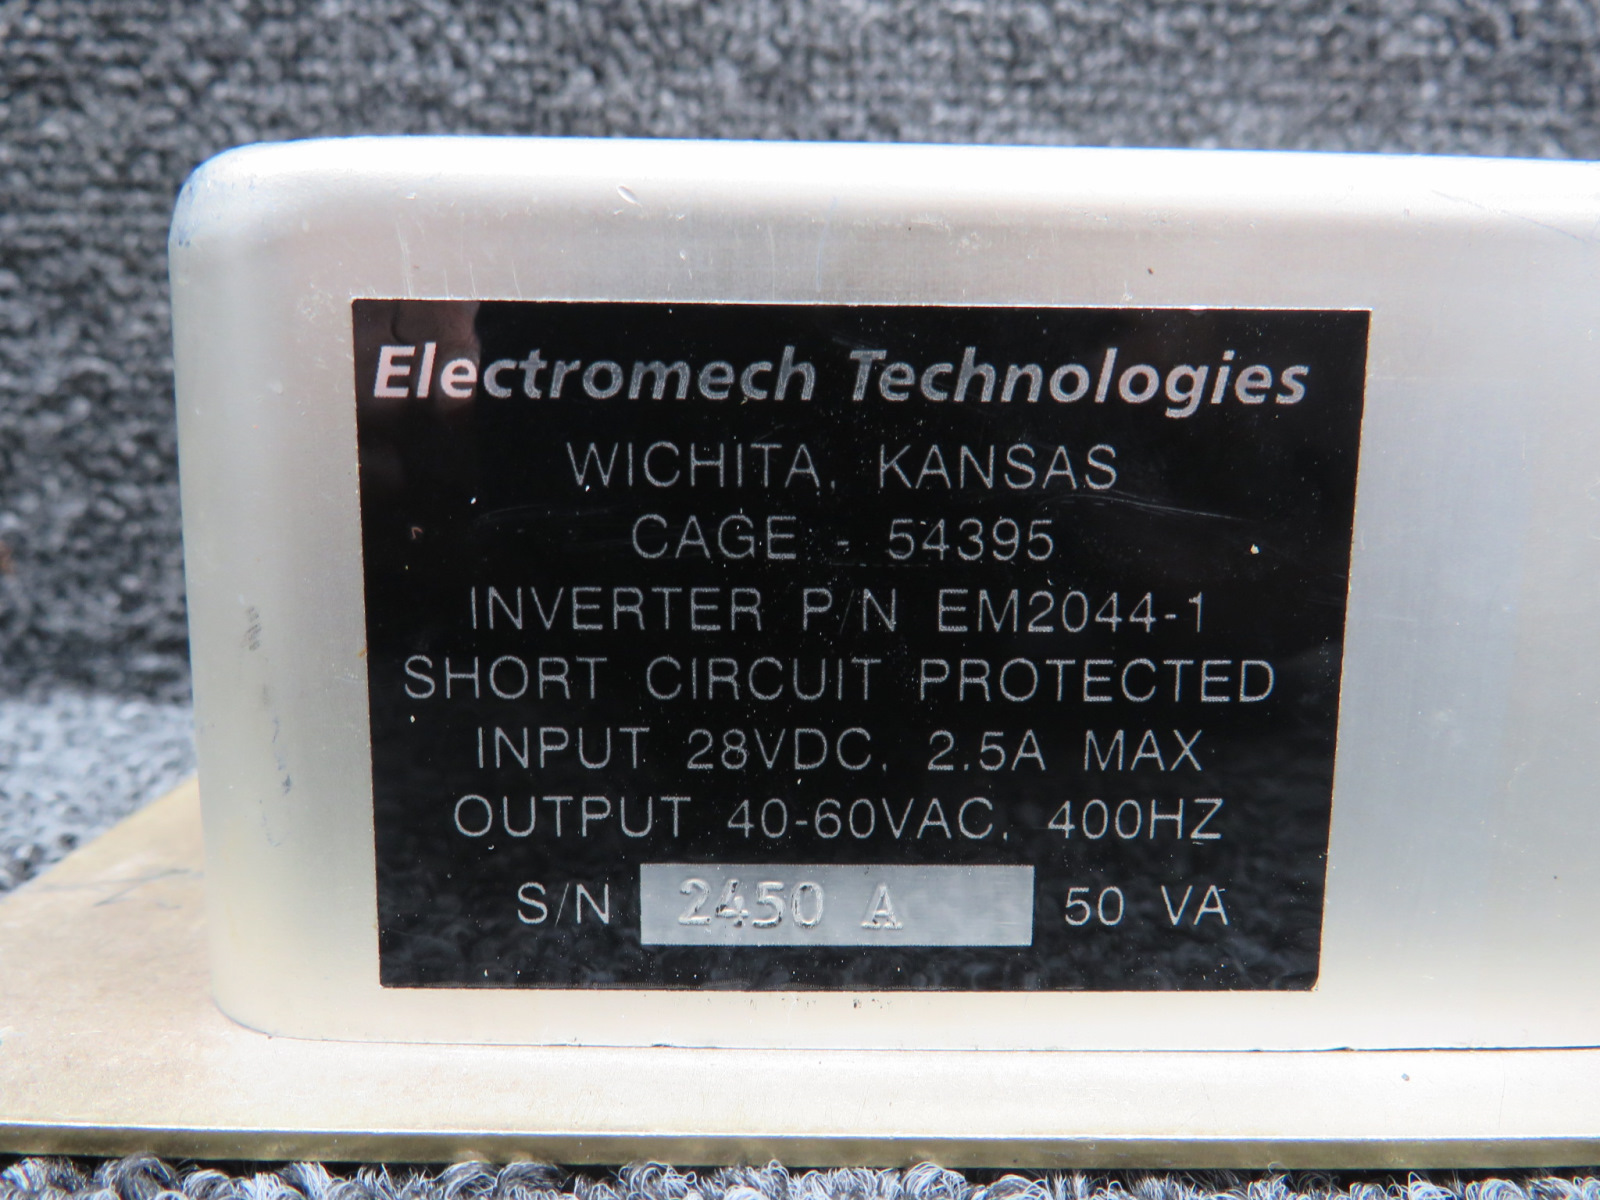 Electromech Technologies
WICHITA, KANSAS
CAGE - 54395
INVERTER P/N EM2044-1
SHORT CIRCUIT PROTECTED
INPUT 28VDC, 2.5A MAX
OUTPUT 40-60VAC, 400HZ
S/N 2450 A 50 VA